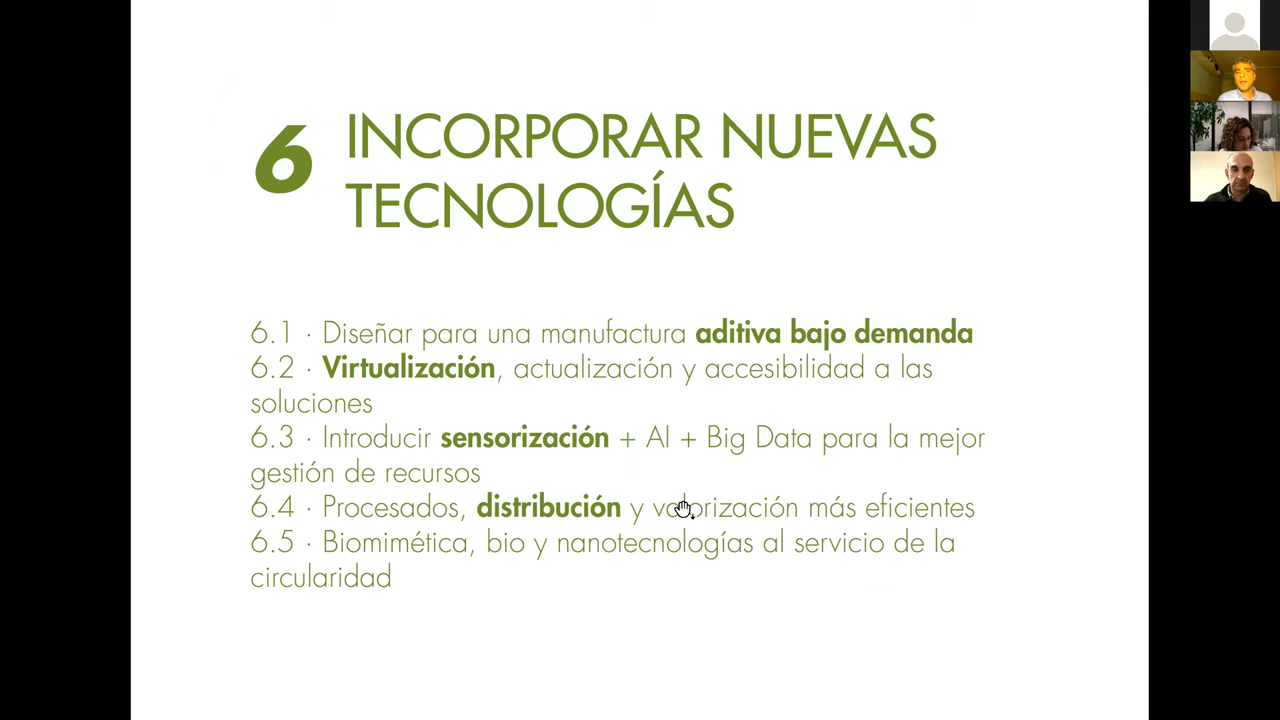 6 INCORPORAR NUEVAS
TECNOLOGÍAS
6.1 · Diseñar para una manufactura aditiva bajo demanda
6.2 · Virtualización, actualización y accesibilidad a las
soluciones
6.3 · Introducir sensorización + AI + Big Data para la mejor
gestión de recursos
6.4 · Procesados, distribución y valorización más eficientes
6.5 · Biomimética, bio y nanotecnologías al servicio de la
circularidad